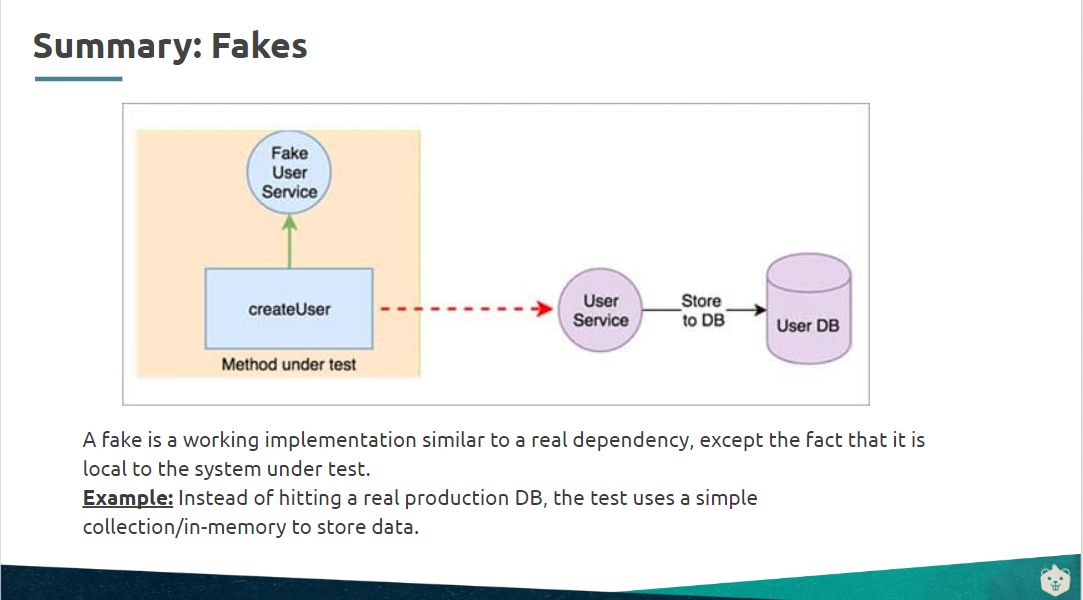 Summary: Fakes
Fake
User
Service
createUser
Method under test
User
Service
Store
to DB
User DB
A fake is a working implementation similar to a real dependency, except the fact that it is
local to the system under test.
Example: Instead of hitting a real production DB, the test uses a simple
collection/in-memory to store data.